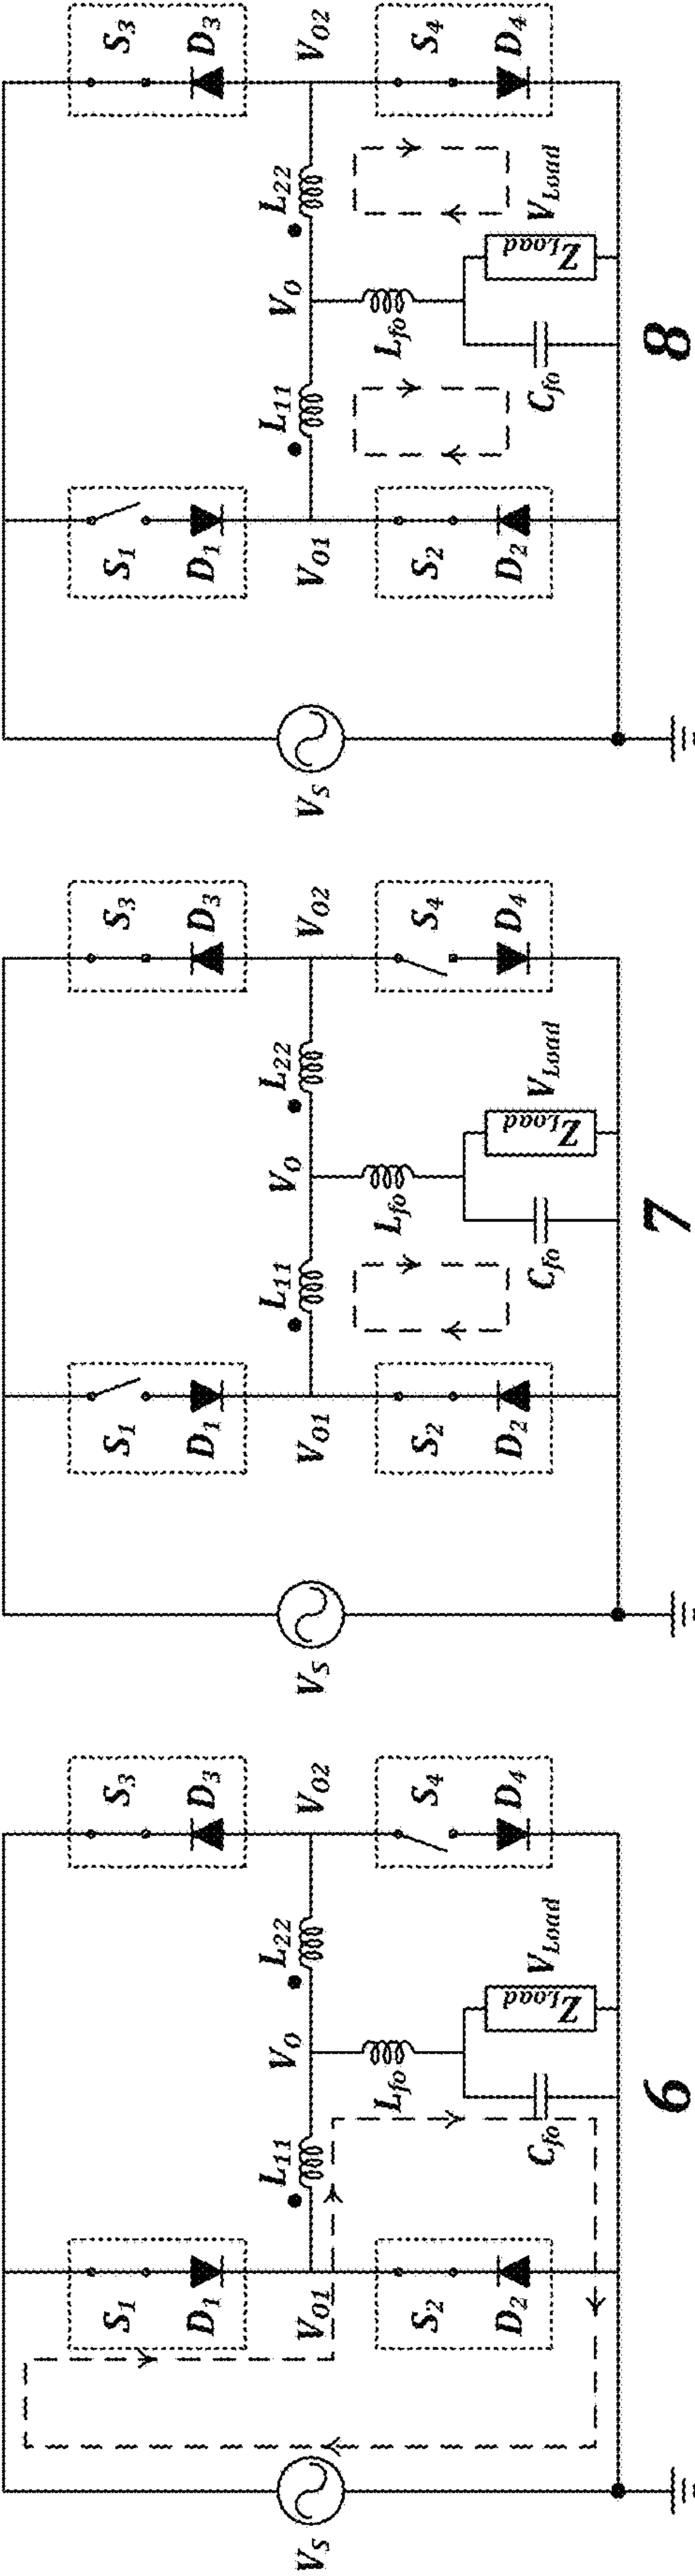 S3
D3
VO2
S4
D4
L22
VO
L11
Lfo
VLoad
ZLoad
Cfo
S1
D1
VO1
S2
D2
VS
8
S3
D3
VO2
S4
D4
L22
VO
L11
Lfo
VLoad
ZLoad
Cfo
S1
D1
VO1
S2
D2
VS
7
S3
D3
VO2
S4
D4
L22
VO
L11
Lfo
VLoad
ZLoad
Cfo
S1
D1
VO1
S2
D2
VS
6